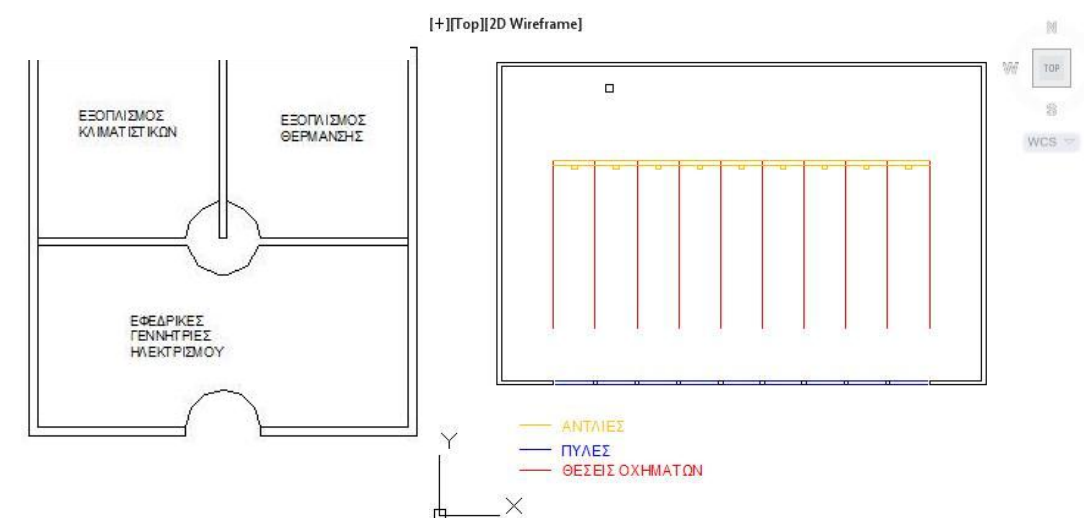 [+][Top][2D Wireframe]
N
W
TOP
S
WCS
ΕΞΟΠΛΙΣΜΟΣ
ΚΛΙΜΑΤΙΣΤΙΚΩΝ
ΕΞΟΠΛΙΣΜΟΣ
ΘΕΡΜΑΝΣΗΣ
ΕΦΕΔΡΙΚΕΣ
ΓΕΝΝΗΤΡΙΕΣ
ΗΛΕΚΤΡΙΣΜΟΥ
ΑΝΤΛΙΕΣ
ΠΥΛΕΣ
ΘΕΣΕΙΣ ΟΧΗΜΑΤΩΝ
Y
X